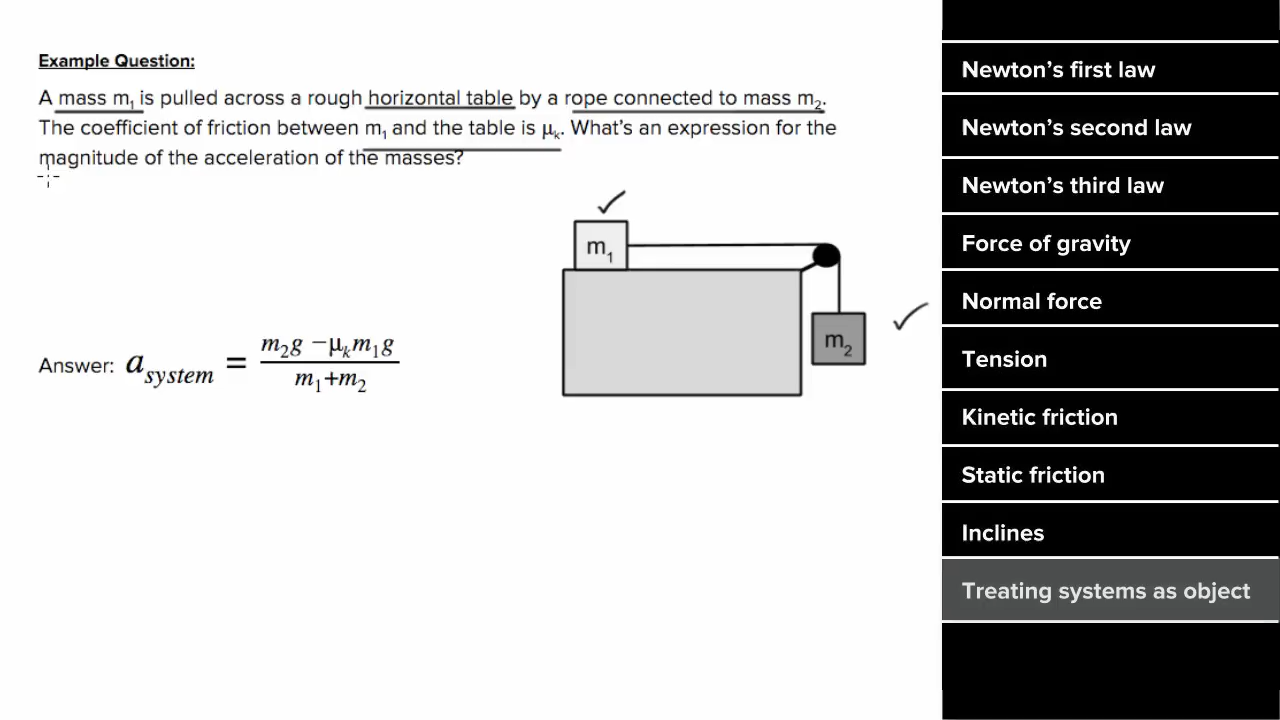 Example Question:
A mass m₁ is pulled across a rough horizontal table by a rope connected to mass m₂.
The coefficient of friction between m₁ and the table is μₖ. What's an expression for the
magnitude of the acceleration of the masses?
m₁
m₂
Answer: a_system = (m₂g −μₖm₁g)/(m₁+m₂)
Newton's first law
Newton's second law
Newton's third law
Force of gravity
Normal force
Tension
Kinetic friction
Static friction
Inclines
Treating systems as object